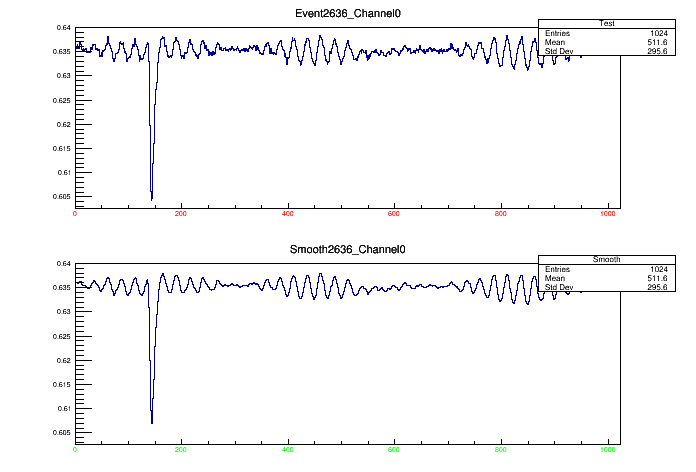 Event2636_Channel0
Test
Entries 1024
Mean 511.6
Std Dev 295.6
0.64
0.635
0.63
0.625
0.62
0.615
0.61
0.605
0 200 400 600 800 1000
Smooth2636_Channel0
Smooth
Entries 1024
Mean 511.6
Std Dev 295.6
0.64
0.635
0.63
0.625
0.62
0.615
0.61
0.605
0 200 400 600 800 1000